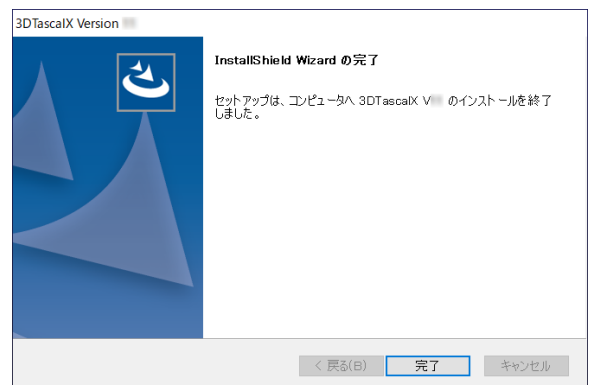 3DTascalX Version
InstallShield Wizard の完了
セットアップは、コンピュータへ 3DTascalX V のインストールを終了
しました。
< 戻る(B)
完了
キャンセル